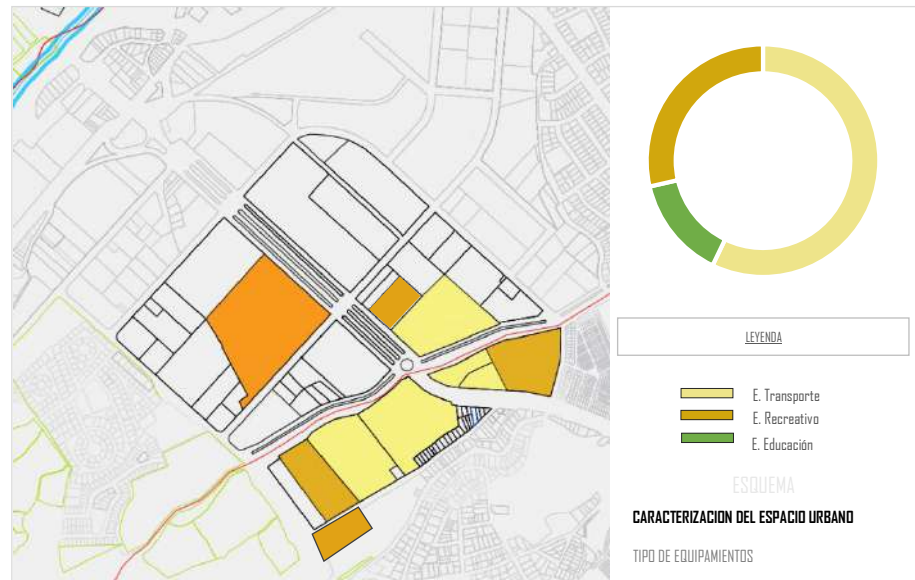 LEYENDA
E. Transporte
E. Recreativo
E. Educación
ESQUEMA
CARACTERIZACION DEL ESPACIO URBANO
TIPO DE EQUIPAMIENTOS